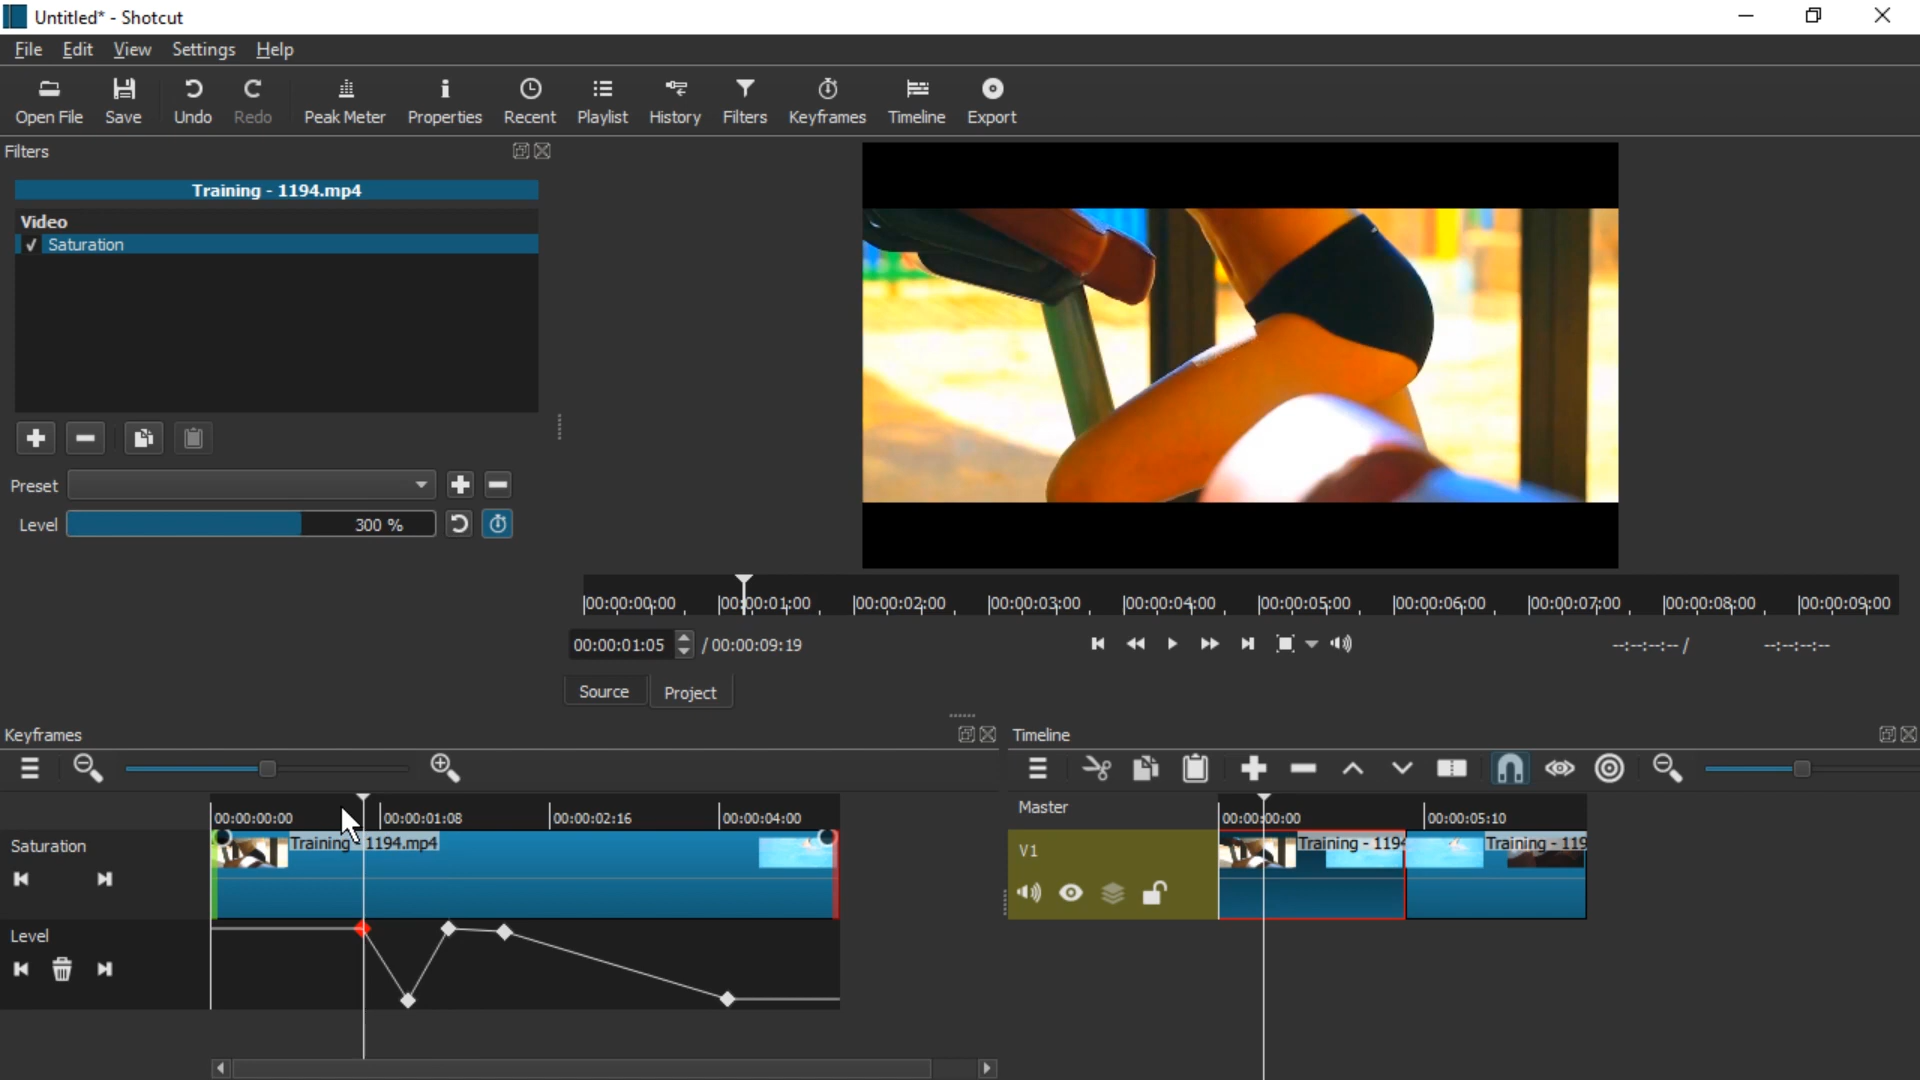 Untitled* - Shotcut
File Edit View Settings Help
Open File Save Undo Redo Peak Meter Properties Recent Playlist History Filters Keyframes Timeline Export
Filters
Training - 1194.mp4
Video
Saturation
Preset
Level 300 %
00:00:00:00 00:00:01:00 00:00:02:00 00:00:03:00 00:00:04:00 00:00:05:00 00:00:06:00 00:00:07:00 00:00:08:00 00:00:09:00
00:00:01:05 / 00:00:09:19 --:--:--:-- / --:--:--:--
Source Project
Keyframes
00:00:00:00 00:00:01:08 00:00:02:16 00:00:04:00
Saturation
Training - 1194.mp4
Level
Timeline
Master
00:00:00:00 00:00:05:10
V1
Training - 1194 Training - 119